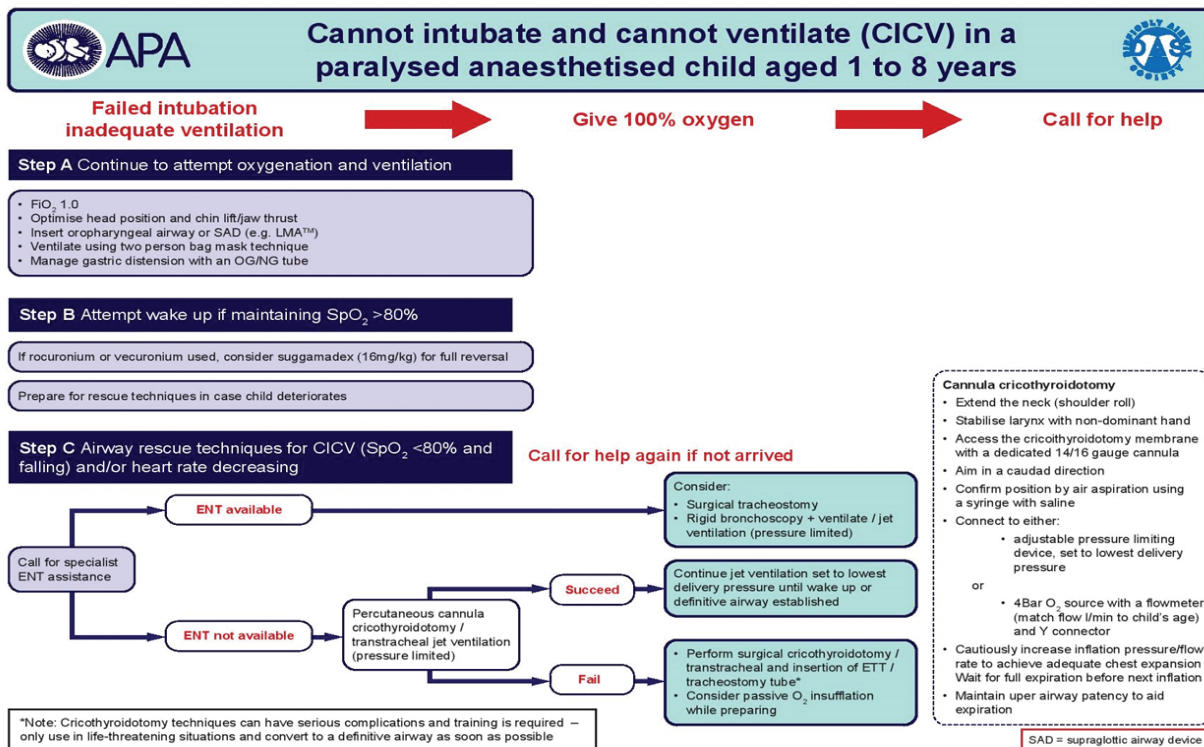 APA
Cannot intubate and cannot ventilate (CICV) in a
paralysed anaesthetised child aged 1 to 8 years
DIFFICULT AIRWAY
DAS
SOCIETY
Failed intubation
inadequate ventilation
Give 100% oxygen
Call for help
Step A Continue to attempt oxygenation and ventilation
• FiO2 1.0
• Optimise head position and chin lift/jaw thrust
• Insert oropharyngeal airway or SAD (e.g. LMA™)
• Ventilate using two person bag mask technique
• Manage gastric distension with an OG/NG tube
Step B Attempt wake up if maintaining SpO2 >80%
If rocuronium or vecuronium used, consider suggamadex (16mg/kg) for full reversal
Prepare for rescue techniques in case child deteriorates
Step C Airway rescue techniques for CICV (SpO2 <80% and
falling) and/or heart rate decreasing
Call for help again if not arrived
Call for specialist
ENT assistance
ENT available
Consider:
• Surgical tracheostomy
• Rigid bronchoscopy + ventilate / jet
ventilation (pressure limited)
ENT not available
Percutaneous cannula
cricothyroidotomy /
transtracheal jet ventilation
(pressure limited)
Succeed
Continue jet ventilation set to lowest
delivery pressure until wake up or
definitive airway established
Fail
• Perform surgical cricothyroidotomy /
transtracheal and insertion of ETT /
tracheostomy tube*
• Consider passive O2 insufflation
while preparing
Cannula cricothyroidotomy
• Extend the neck (shoulder roll)
• Stabilise larynx with non-dominant hand
• Access the cricoithyroidotomy membrane
with a dedicated 14/16 gauge cannula
• Aim in a caudad direction
• Confirm position by air aspiration using
a syringe with saline
• Connect to either:
• adjustable pressure limiting
device, set to lowest delivery
pressure
or
• 4Bar O2 source with a flowmeter
(match flow l/min to child's age)
and Y connector
• Cautiously increase inflation pressure/flow
rate to achieve adequate chest expansion
Wait for full expiration before next inflation
• Maintain uper airway patency to aid
expiration
*Note: Cricothyroidotomy techniques can have serious complications and training is required –
only use in life-threatening situations and convert to a definitive airway as soon as possible
SAD = supraglottic airway device